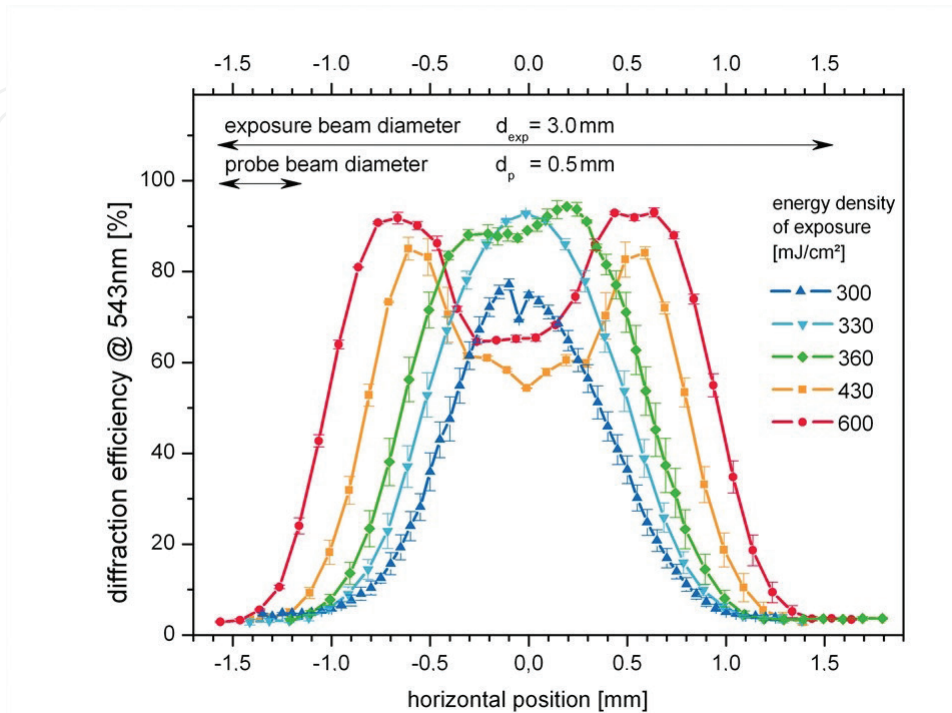 -1.5 -1.0 -0.5 0,0 0.5 1.0 1.5
exposure beam diameter d_exp = 3.0 mm
probe beam diameter d_p = 0.5 mm
energy density
of exposure
[mJ/cm²]
300
330
360
430
600
diffraction efficiency @ 543nm [%]
100
80
60
40
20
0
-1.5 -1.0 -0.5 0,0 0.5 1.0 1.5
horizontal position [mm]